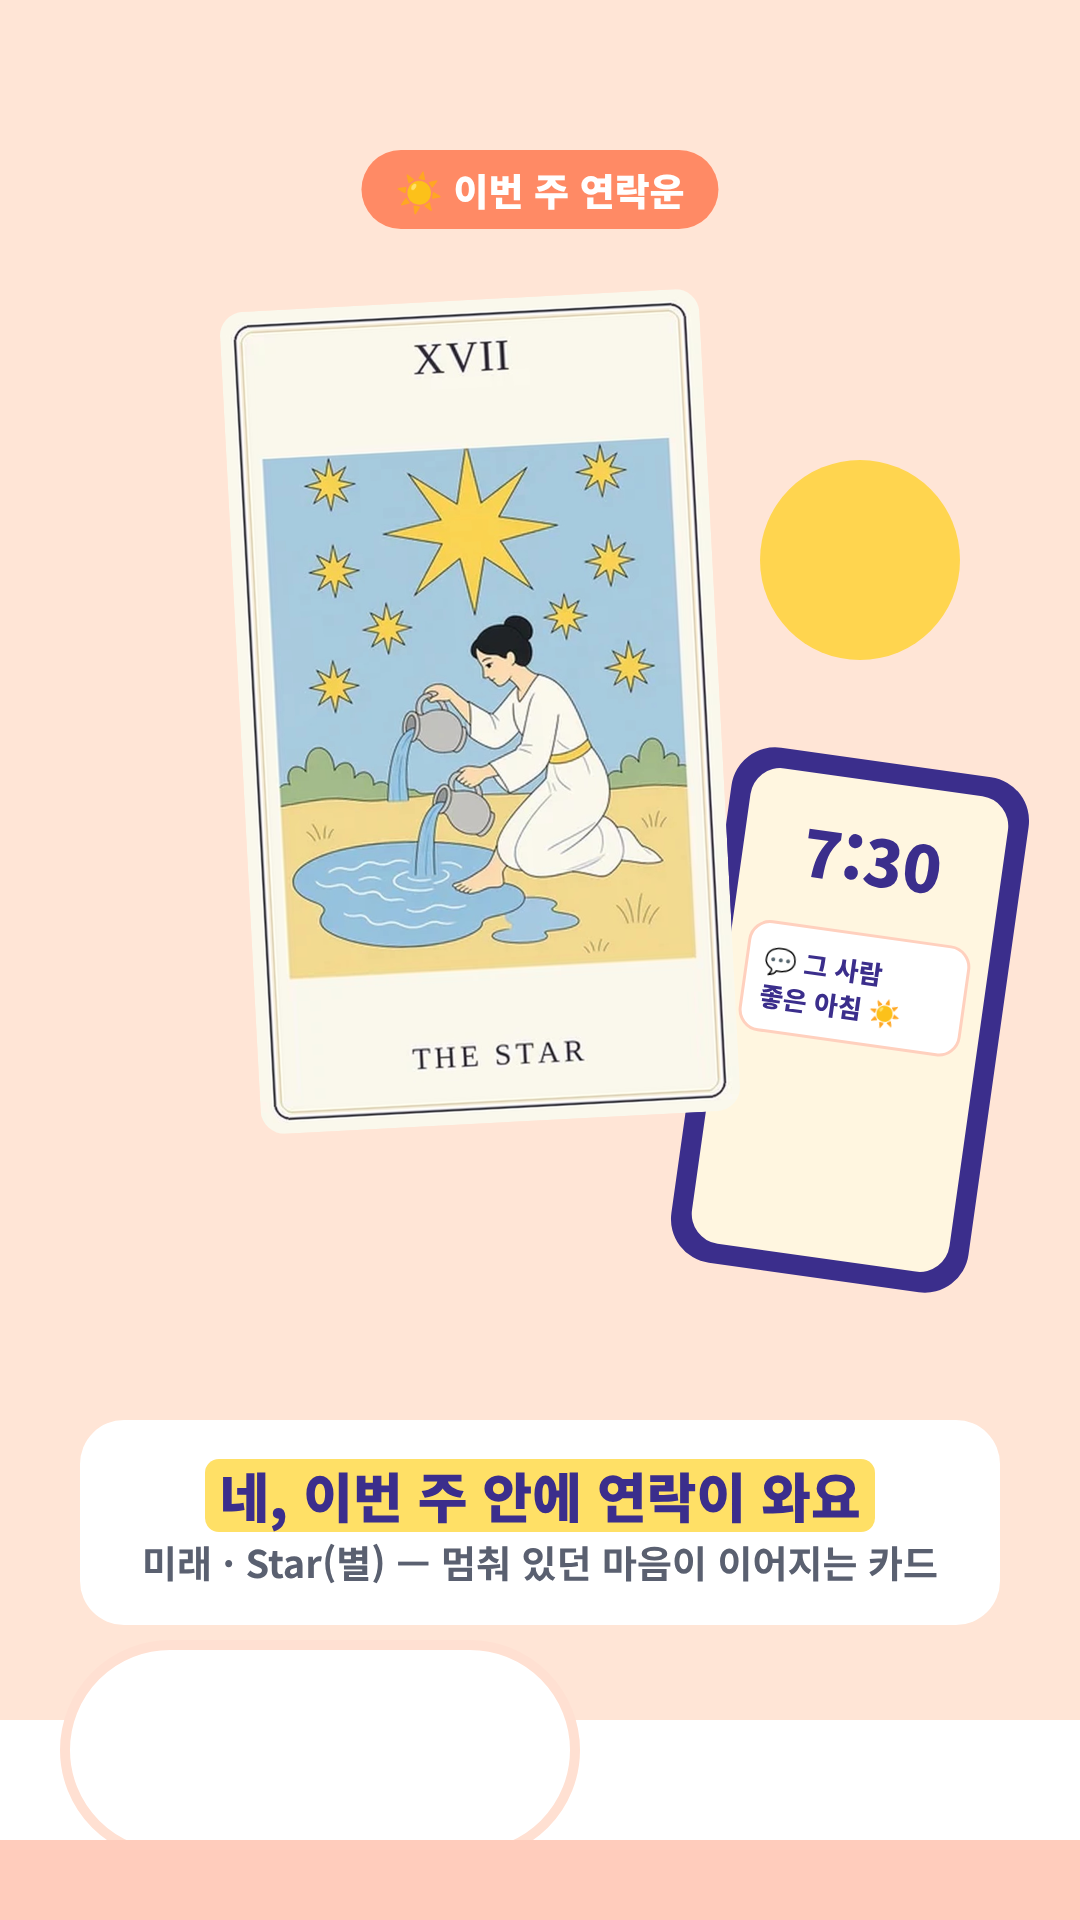 ☀️ 이번 주 연락운
XVII
THE STAR
7:30
💬 그 사람
좋은 아침 ☀️
네, 이번 주 안에 연락이 와요
미래 · Star(별) — 멈춰 있던 마음이 이어지는 카드